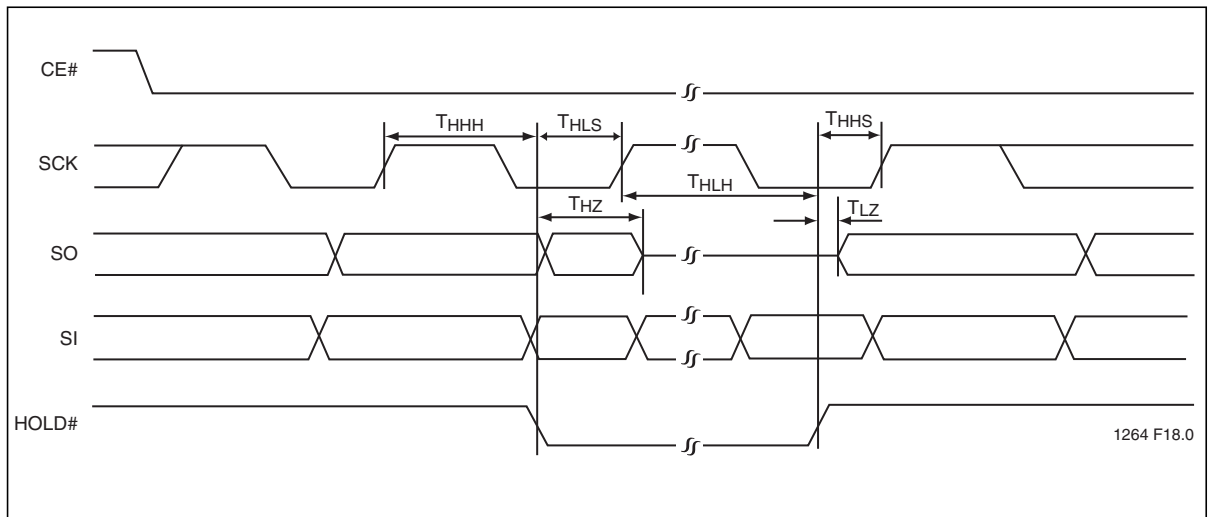 CE#
THHH
THLS
THHS
SCK
THLH
THZ
TLZ
SO
SI
HOLD#
1264 F18.0